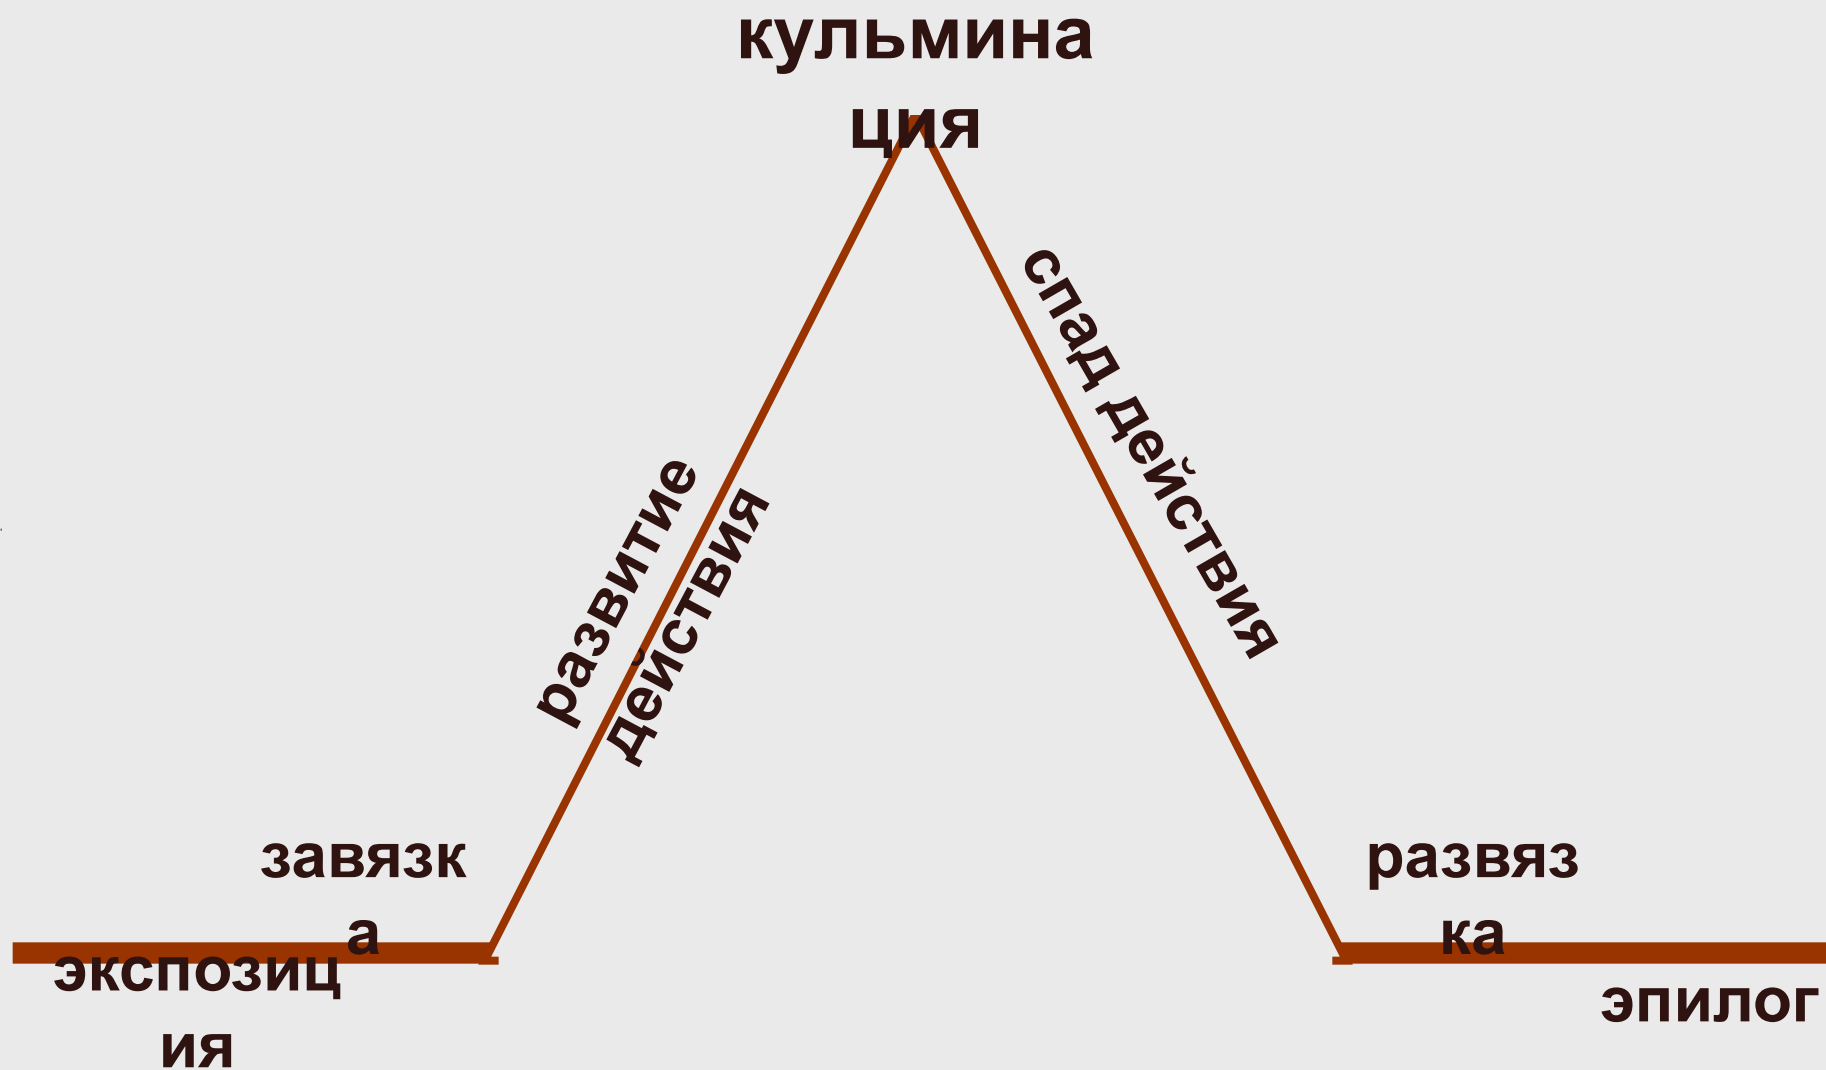 кульмина
ция
спад действия
развитие
действия
завязк
а
развяз
ка
экспозиц
ия
эпилог